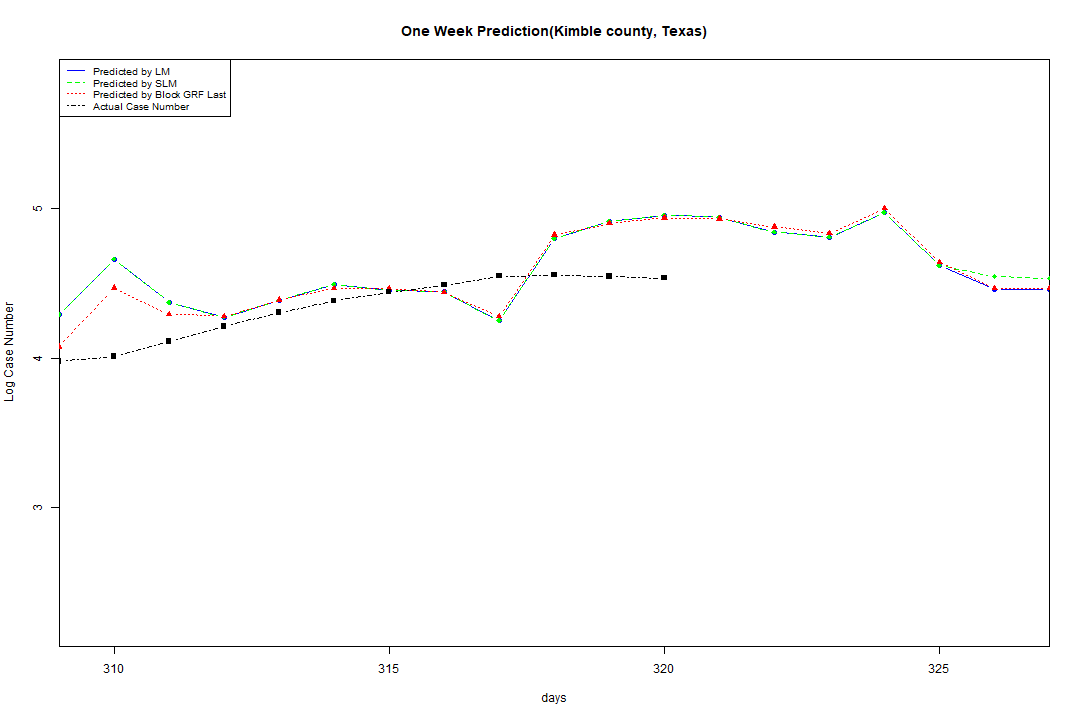 One Week Prediction(Kimble county, Texas)
Predicted by LM
Predicted by SLM
Predicted by Block GRF Last
Actual Case Number
5
4
3
Log Case Number
310 315 320 325
days